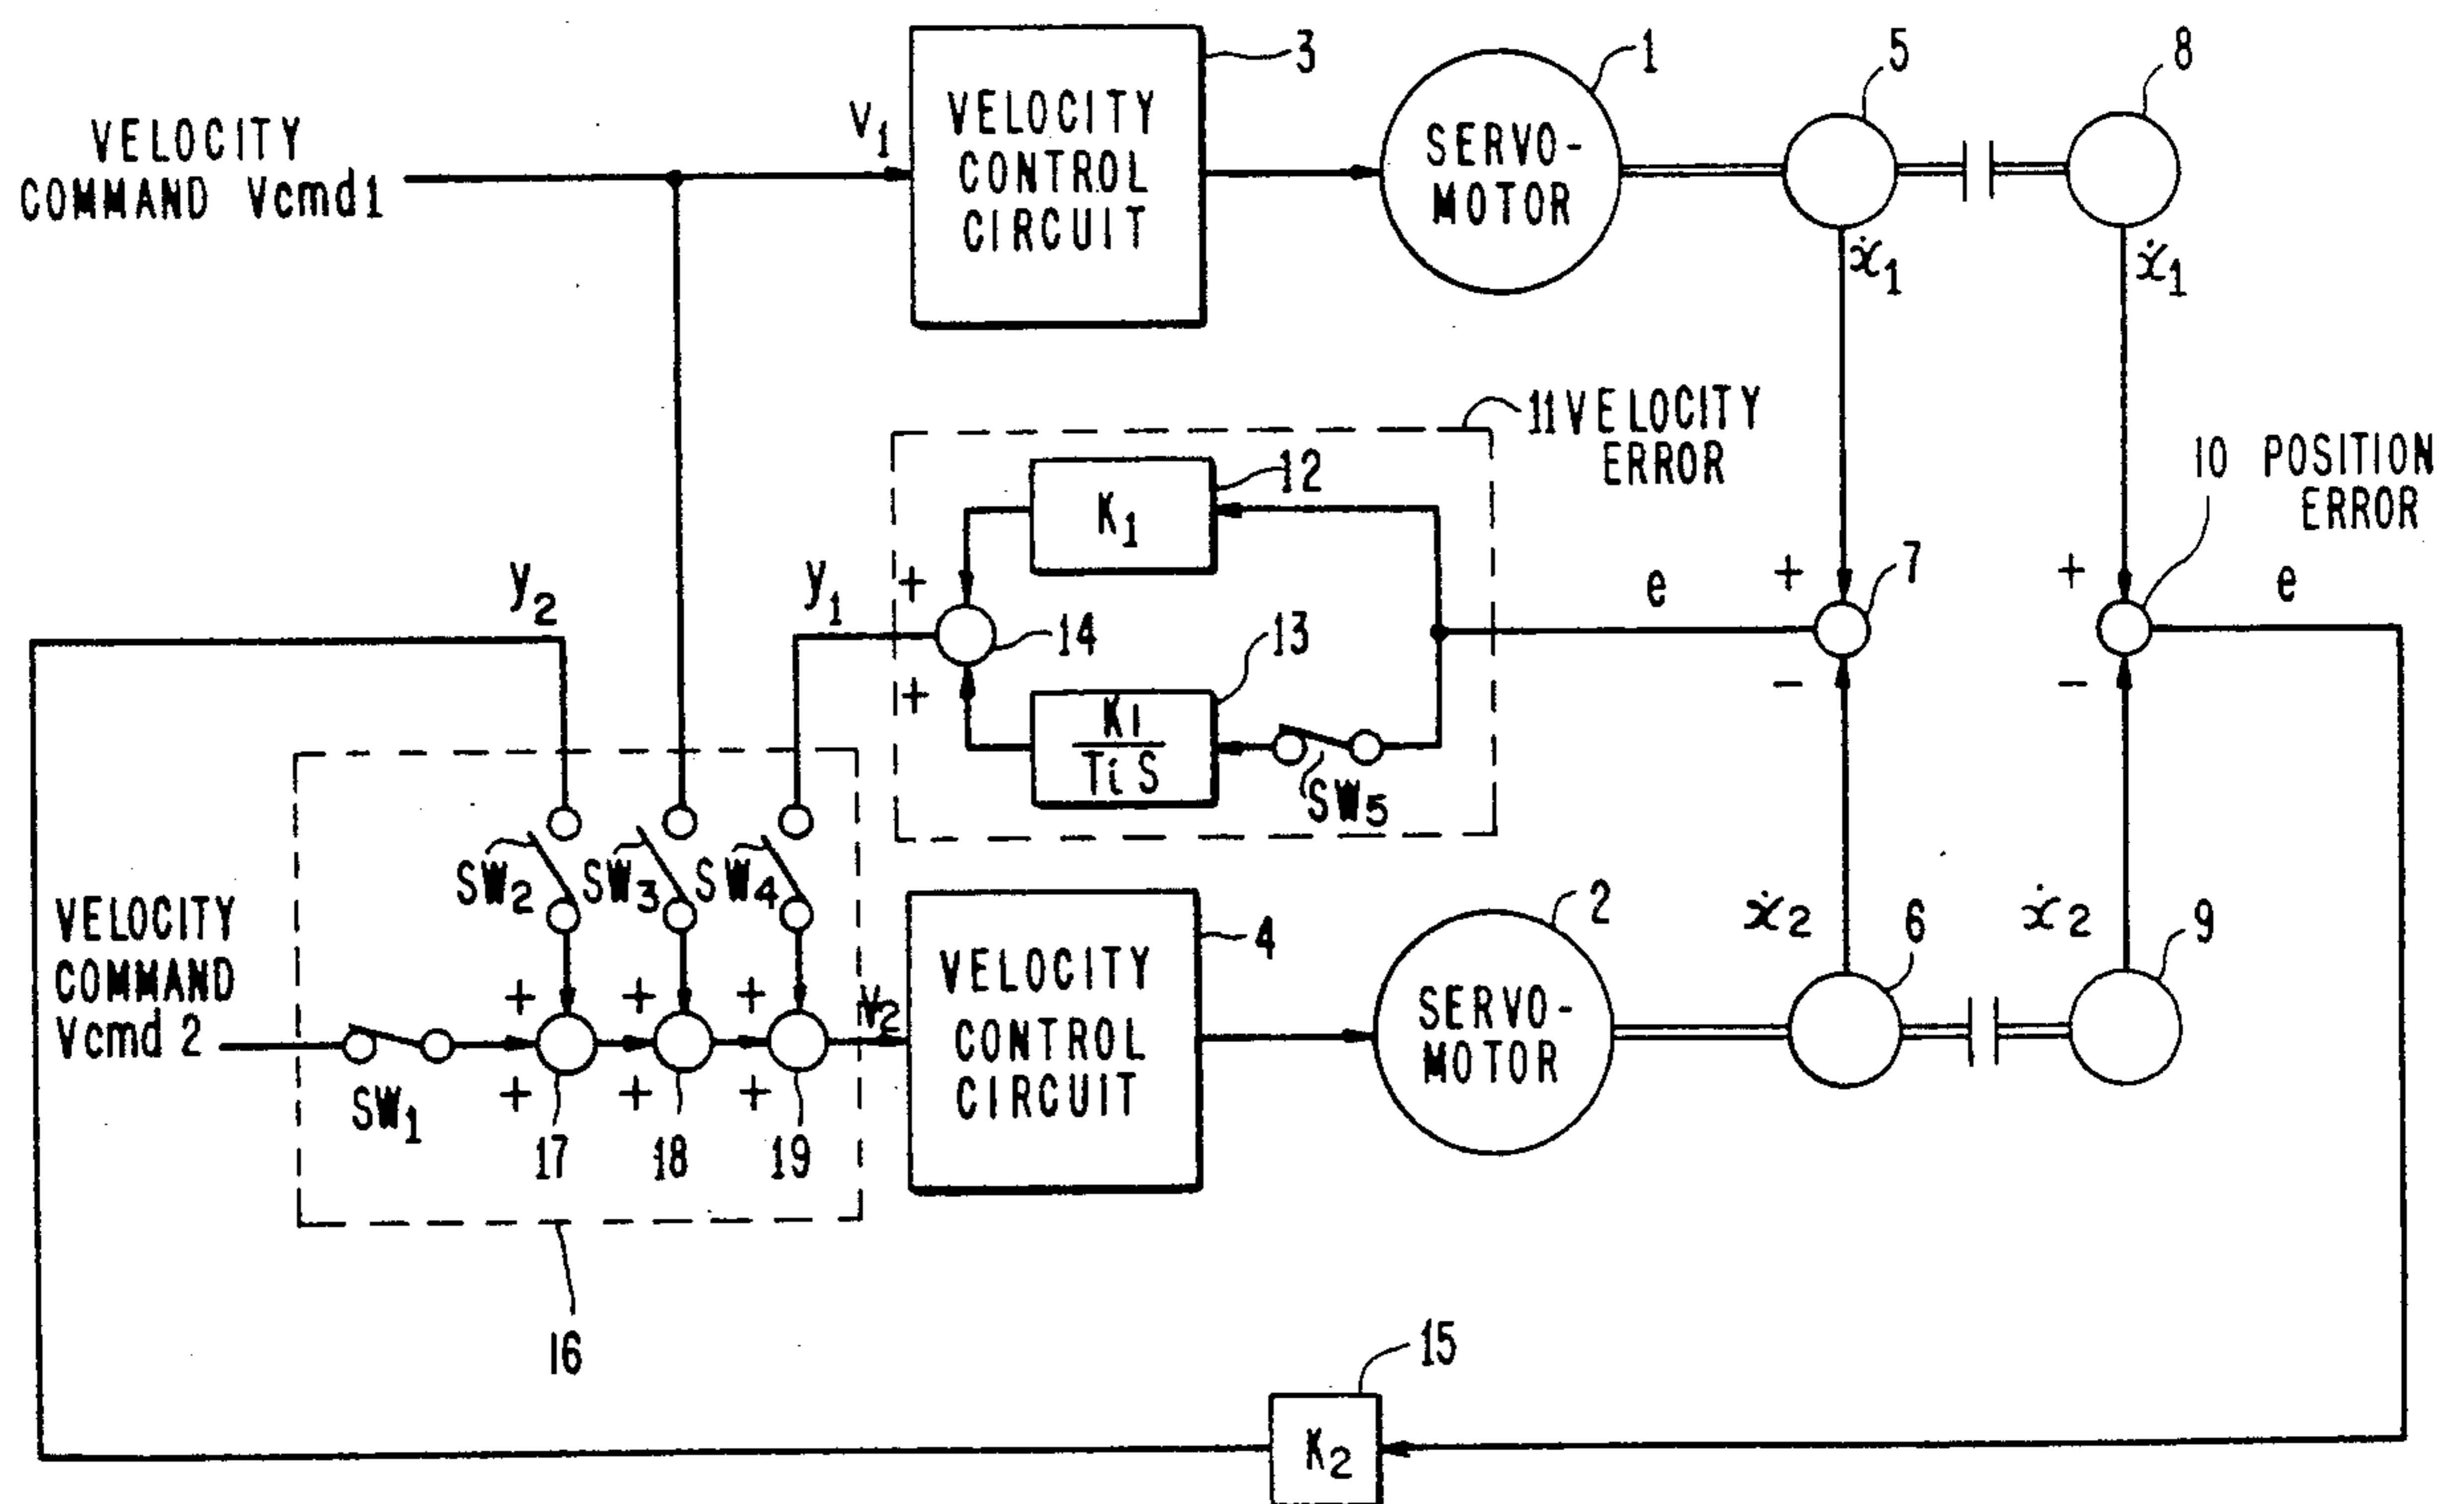 3
1
5
8
VELOCITY
COMMAND Vcmd1
V1
VELOCITY
CONTROL
CIRCUIT
SERVO-
MOTOR
ẋ1
ẋ1
11 VELOCITY
ERROR
10 POSITION
ERROR
12
K1
y2
y1
+
14
13
+
K1
TiS
SW5
e
+
7
−
+
e
−
SW2
SW3
SW4
VELOCITY
COMMAND
Vcmd 2
SW1
+
+
+
+
+
+
17
18
19
V2
16
4
VELOCITY
CONTROL
CIRCUIT
2
SERVO-
MOTOR
ẋ2
6
ẋ2
9
15
K2